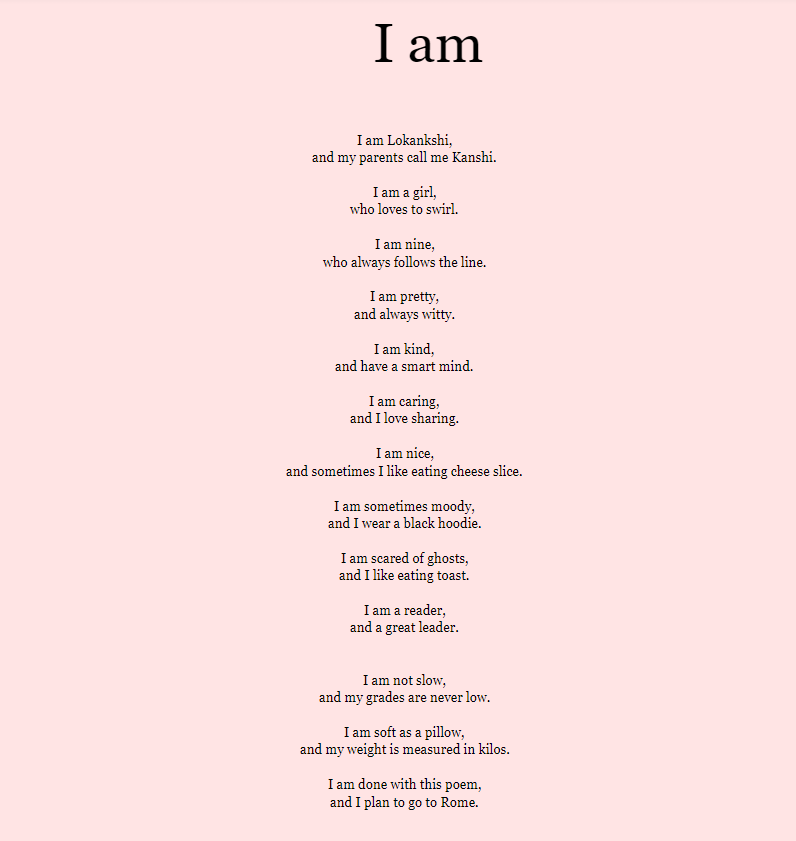 I am
I am Lokankshi,
and my parents call me Kanshi.
I am a girl,
who loves to swirl.
I am nine,
who always follows the line.
I am pretty,
and always witty.
I am kind,
and have a smart mind.
I am caring,
and I love sharing.
I am nice,
and sometimes I like eating cheese slice.
I am sometimes moody,
and I wear a black hoodie.
I am scared of ghosts,
and I like eating toast.
I am a reader,
and a great leader.
I am not slow,
and my grades are never low.
I am soft as a pillow,
and my weight is measured in kilos.
I am done with this poem,
and I plan to go to Rome.